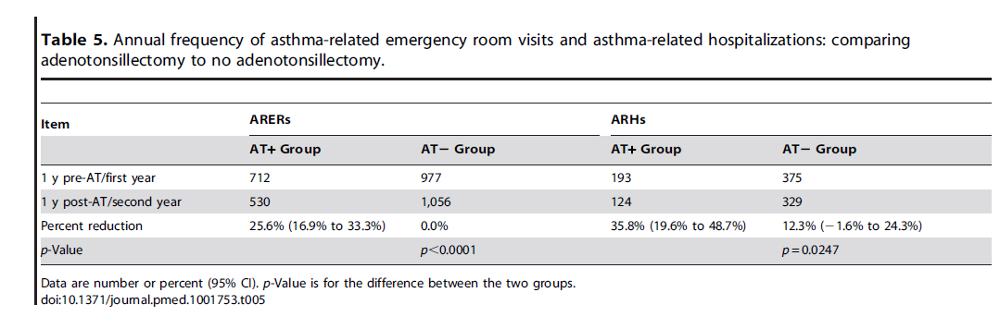 Table 5. Annual frequency of asthma-related emergency room visits and asthma-related hospitalizations: comparing
adenotonsillectomy to no adenotonsillectomy.
Item ARERs ARHs
AT+ Group AT− Group AT+ Group AT− Group
1 y pre-AT/first year 712 977 193 375
1 y post-AT/second year 530 1,056 124 329
Percent reduction 25.6% (16.9% to 33.3%) 0.0% 35.8% (19.6% to 48.7%) 12.3% (−1.6% to 24.3%)
p-Value p<0.0001 p=0.0247
Data are number or percent (95% CI). p-Value is for the difference between the two groups.
doi:10.1371/journal.pmed.1001753.t005